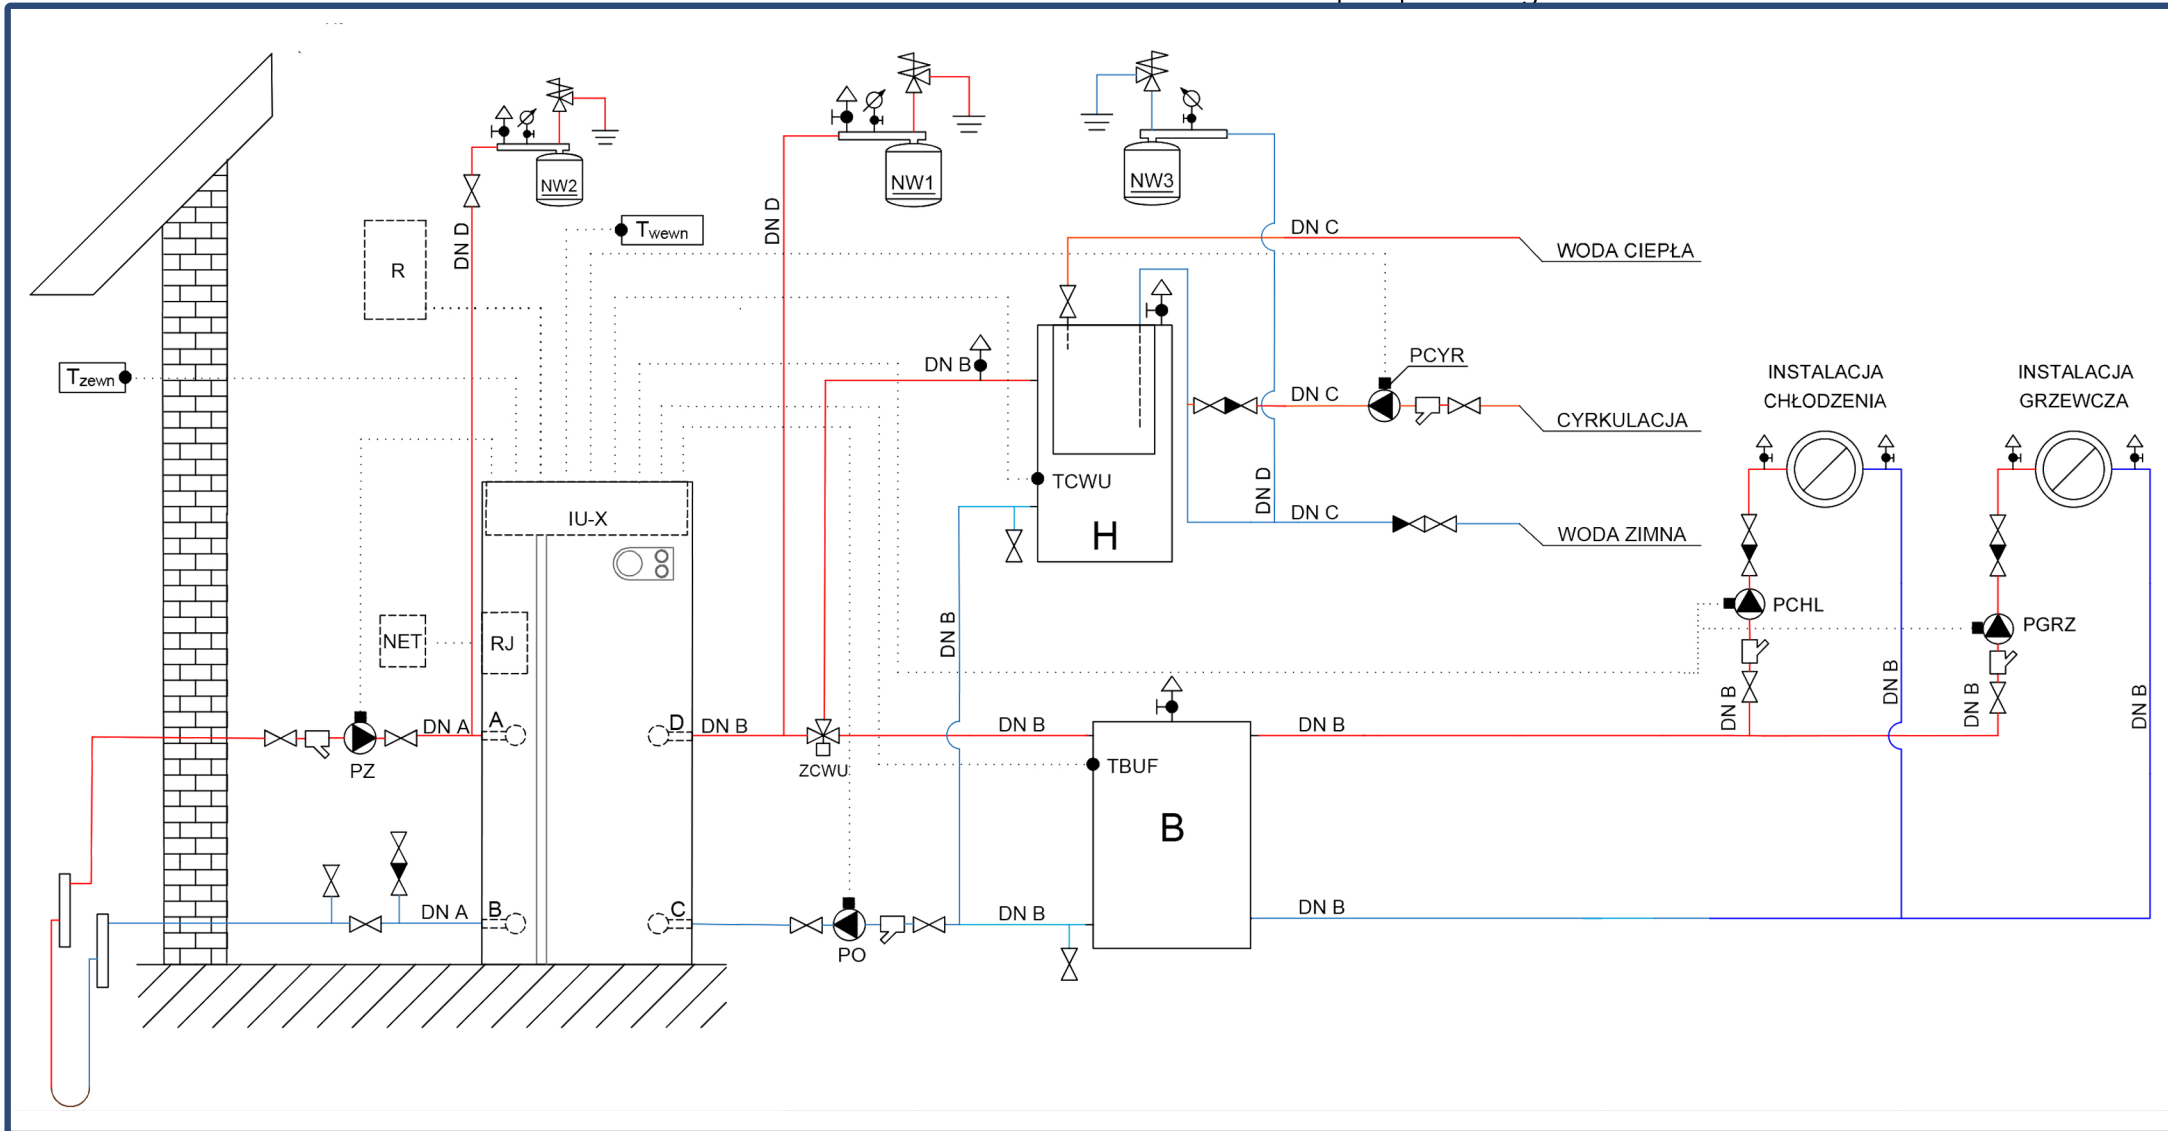 NW2
NW1
NW3
DN D
DN D
R
Twewn
DN C
WODA CIEPŁA
Tzewn
DN B
PCYR
DN C
CYRKULACJA
INSTALACJA
CHŁODZENIA
INSTALACJA
GRZEWCZA
TCWU
DN D
IU-X
H
DN C
WODA ZIMNA
NET
RJ
DN B
PCHL
PGRZ
DN A
A
D
DN B
DN B
DN B
DN B
DN B
DN B
DN B
PZ
ZCWU
TBUF
B
DN A
B
C
DN B
DN B
PO